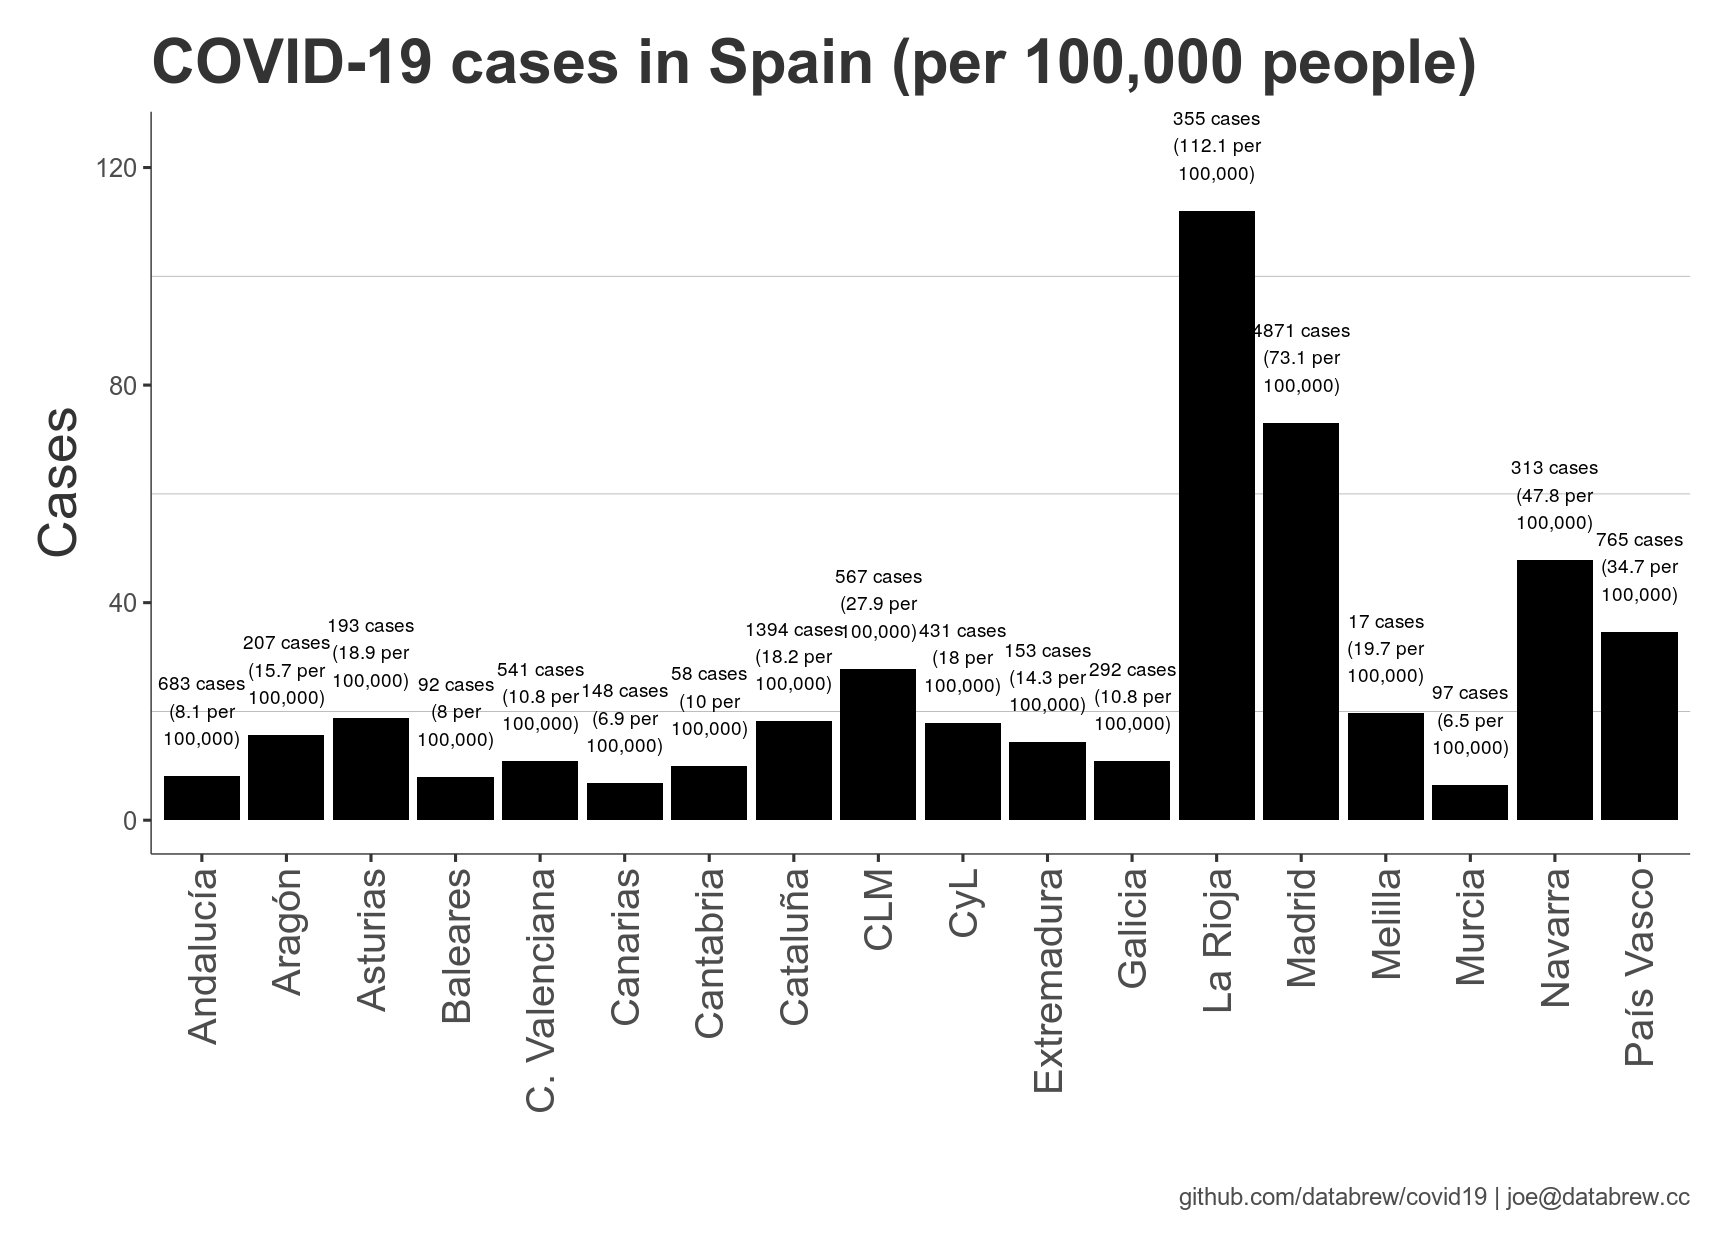 COVID-19 cases in Spain (per 100,000 people)
Cases
120
80
40
0
683 cases
(8.1 per
100,000)
207 cases
(15.7 per
100,000)
193 cases
(18.9 per
100,000)
92 cases
(8 per
100,000)
541 cases
(10.8 per
100,000)
148 cases
(6.9 per
100,000)
58 cases
(10 per
100,000)
1394 cases
(18.2 per
100,000)
567 cases
(27.9 per
100,000)
431 cases
(18 per
100,000)
153 cases
(14.3 per
100,000)
292 cases
(10.8 per
100,000)
355 cases
(112.1 per
100,000)
4871 cases
(73.1 per
100,000)
17 cases
(19.7 per
100,000)
97 cases
(6.5 per
100,000)
313 cases
(47.8 per
100,000)
765 cases
(34.7 per
100,000)
Andalucía
Aragón
Asturias
Baleares
C. Valenciana
Canarias
Cantabria
Cataluña
CLM
CyL
Extremadura
Galicia
La Rioja
Madrid
Melilla
Murcia
Navarra
País Vasco
github.com/databrew/covid19 | joe@databrew.cc